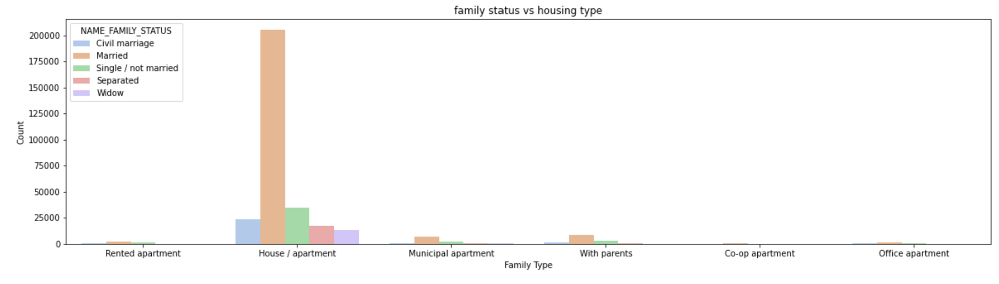 family status vs housing type
NAME_FAMILY_STATUS
Civil marriage
Married
Single / not married
Separated
Widow
200000
175000
150000
125000
100000
75000
50000
25000
0
Count
Rented apartment
House / apartment
Municipal apartment
With parents
Co-op apartment
Office apartment
Family Type